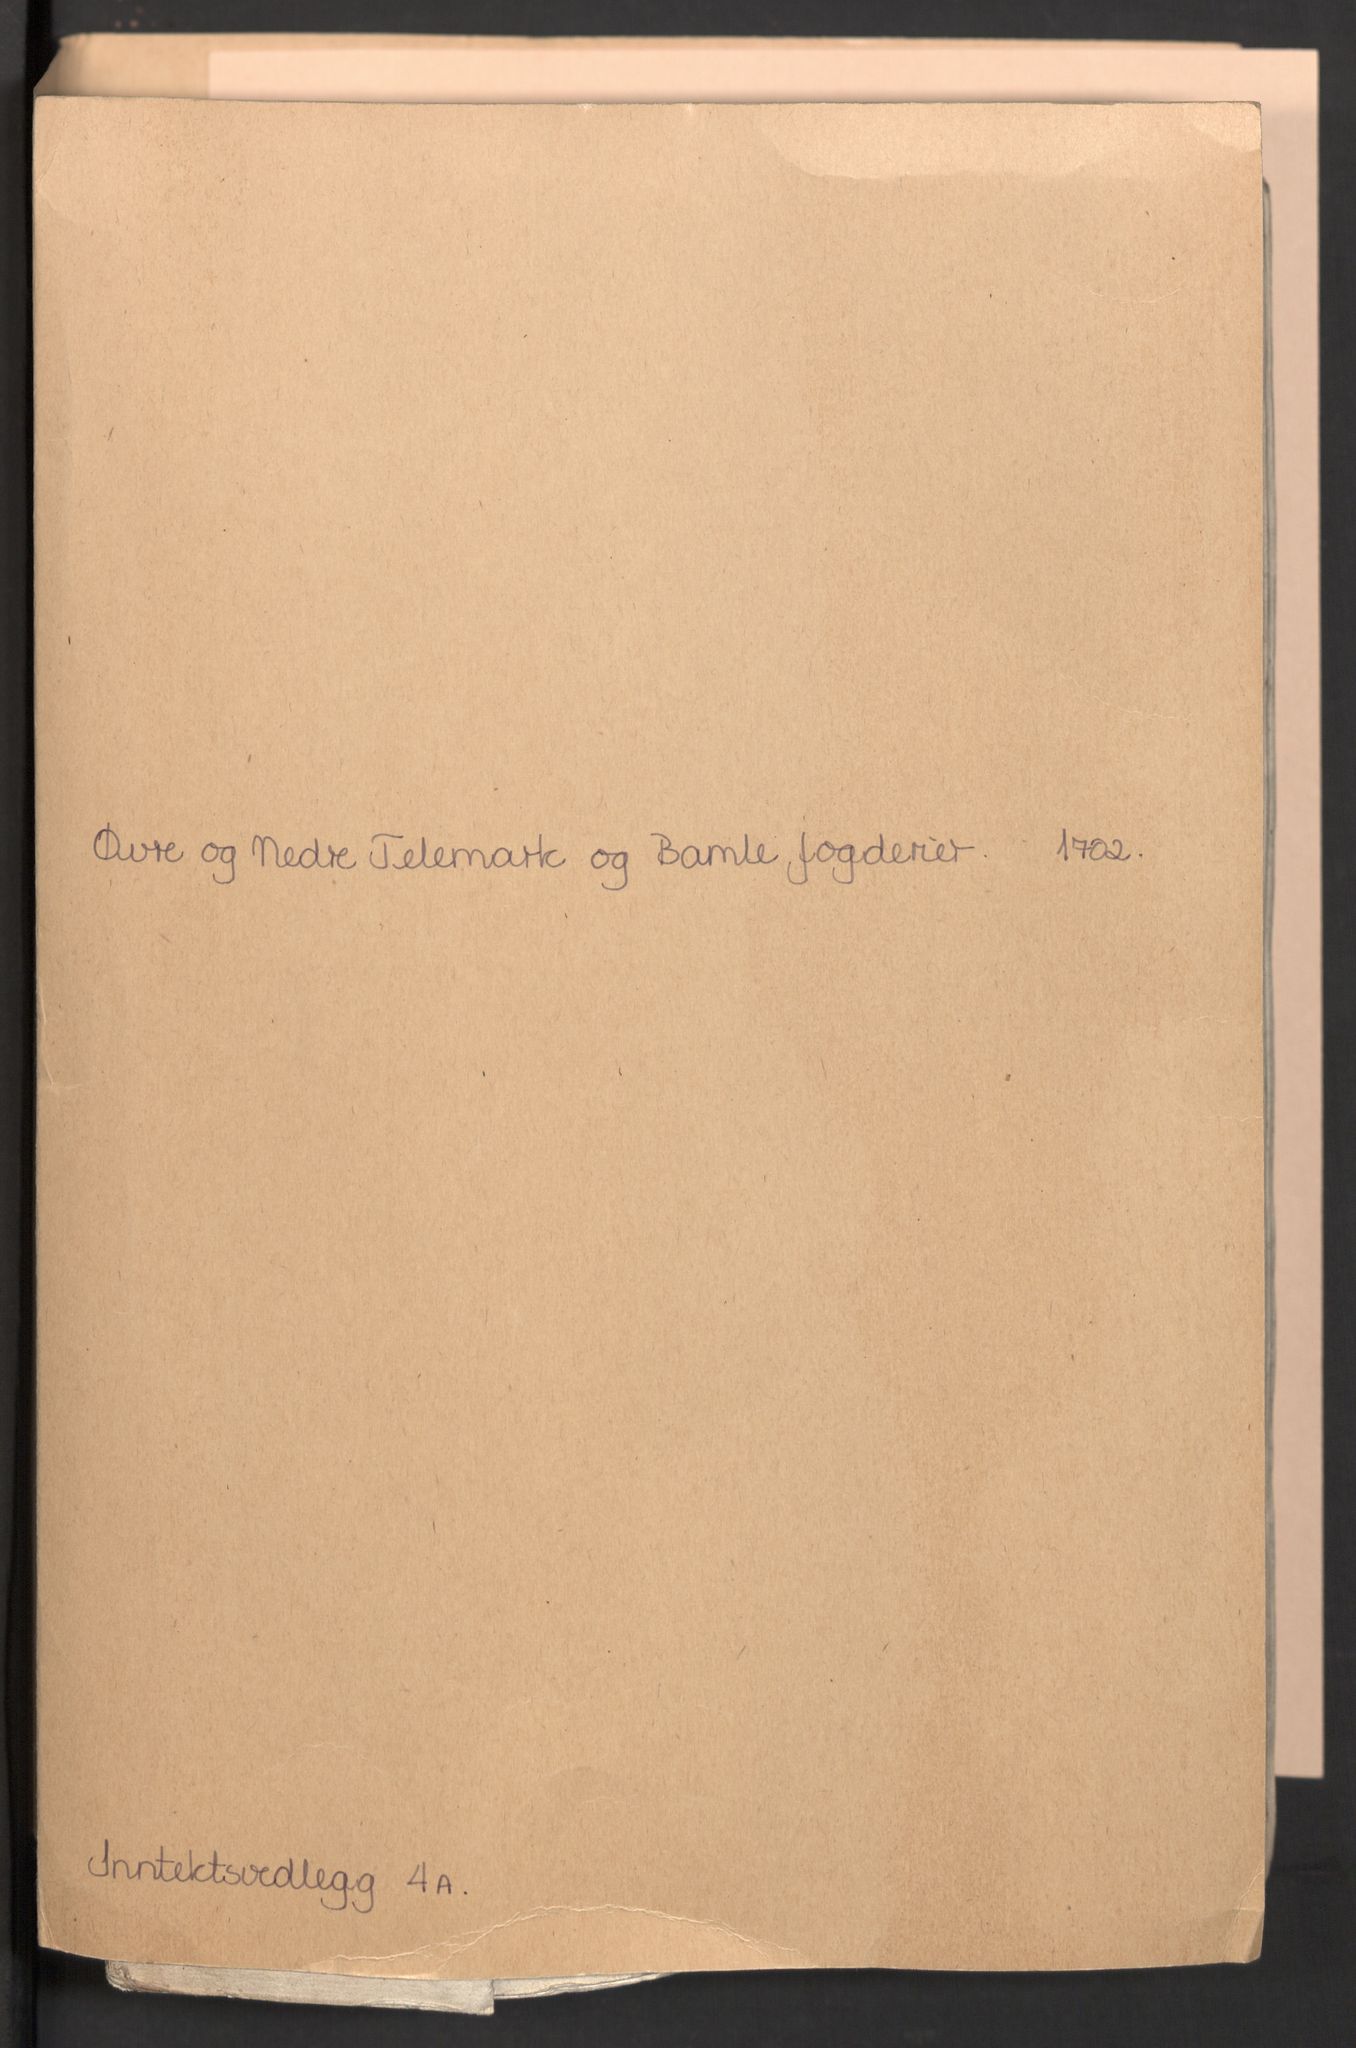 Øvre og Nedre Telemark og Bamle fogderier. 1702.
Inntektsvedlegg 4A.